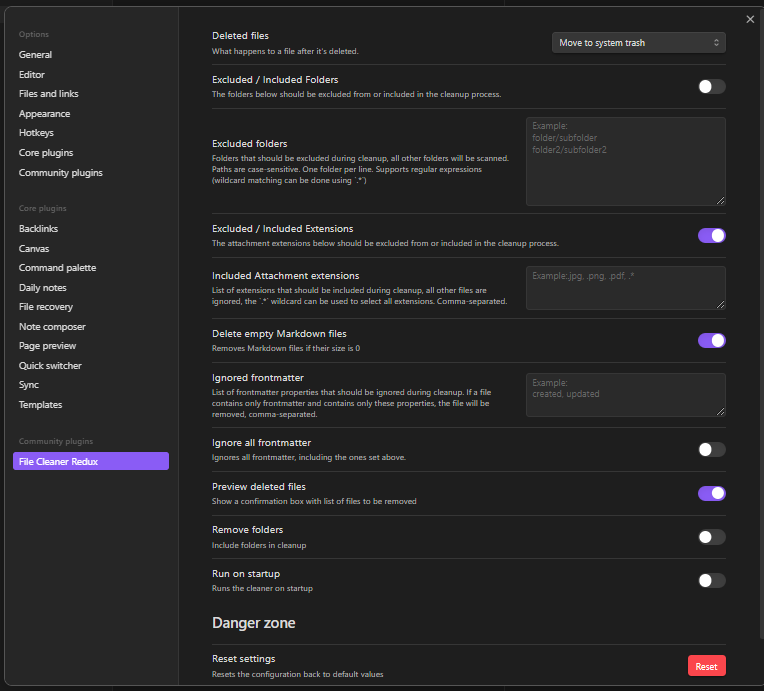 Options
General
Editor
Files and links
Appearance
Hotkeys
Core plugins
Community plugins
Core plugins
Backlinks
Canvas
Command palette
Daily notes
File recovery
Note composer
Page preview
Quick switcher
Sync
Templates
Community plugins
File Cleaner Redux
Deleted files
What happens to a file after it's deleted.
Move to system trash
Excluded / Included Folders
The folders below should be excluded from or included in the cleanup process.
Excluded folders
Folders that should be excluded during cleanup, all other folders will be scanned.
Paths are case-sensitive. One folder per line. Supports regular expressions
(wildcard matching can be done using `.*`)
Example:
folder/subfolder
folder2/subfolder2
Excluded / Included Extensions
The attachment extensions below should be excluded from or included in the cleanup process.
Included Attachment extensions
List of extensions that should be included during cleanup, all other files are
ignored, the `.*` wildcard can be used to select all extensions. Comma-separated.
Example:.jpg, .png, .pdf, .*
Delete empty Markdown files
Removes Markdown files if their size is 0
Ignored frontmatter
List of frontmatter properties that should be ignored during cleanup. If a file
contains only frontmatter and contains only these properties, the file will be
removed, comma-separated.
Example:
created, updated
Ignore all frontmatter
Ignores all frontmatter, including the ones set above.
Preview deleted files
Show a confirmation box with list of files to be removed
Remove folders
Include folders in cleanup
Run on startup
Runs the cleaner on startup
Danger zone
Reset settings
Resets the configuration back to default values
Reset